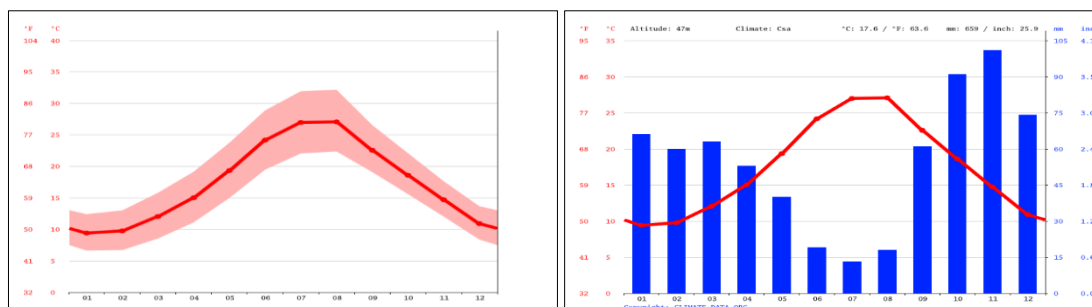 °F °C
104 40
95 35
86 30
77 25
68 20
59 15
50 10
41 5
32 0
01 02 03 04 05 06 07 08 09 10 11 12
°F °C Altitude: 47m Climate: Csa °C: 17.6 / °F: 63.6 mm: 659 / inch: 25.9 mm
95 35 105
86 30 90
77 25 75
68 20 60
59 15 45
50 10 30
41 5 15
32 0 0
01 02 03 04 05 06 07 08 09 10 11 12
Copyright: CLIMATE-DATA.ORG